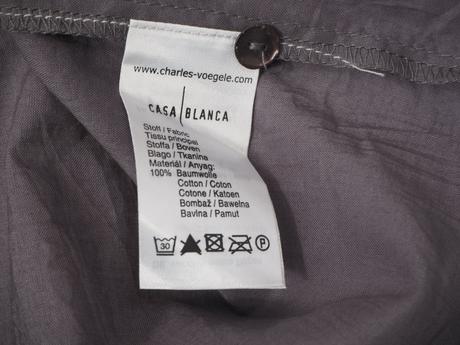 www.charles-voegele.com
CASA BLANCA
Stoff / Fabric
Tissu principal
Stoffa / Boven
Blago / Tkanina
Materiál / Anyag:
100% Baumwolle
Cotton / Coton
Cotone / Katoen
Bombaž / Bawelna
Bavlna / Pamut
30
P